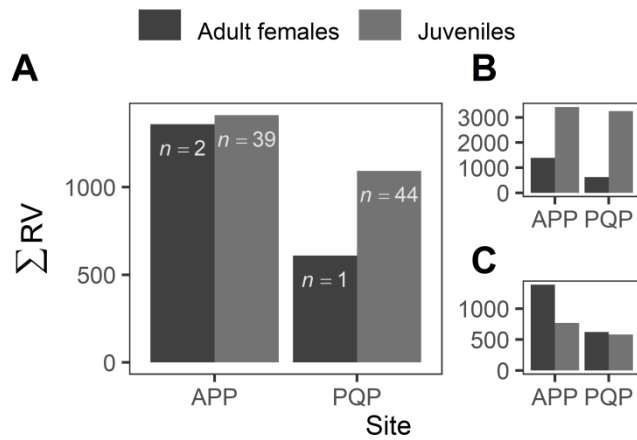 Adult females Juveniles
A
∑RV
1000
500
0
n = 2
n = 39
n = 1
n = 44
APP PQP
Site
B
3000
2000
1000
0
APP PQP
C
1000
500
0
APP PQP